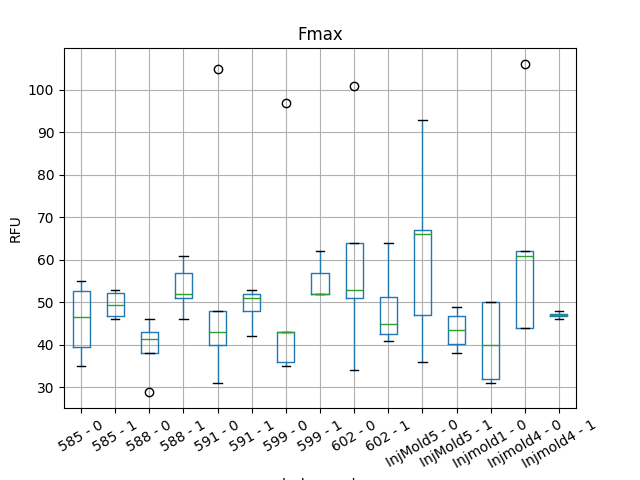 Fmax
RFU
100
90
80
70
60
50
40
30
585 - 0
585 - 1
588 - 0
588 - 1
591 - 0
591 - 1
599 - 0
599 - 1
602 - 0
602 - 1
InjMold5 - 0
InjMold5 - 1
Injmold1 - 0
Injmold4 - 0
Injmold4 - 1